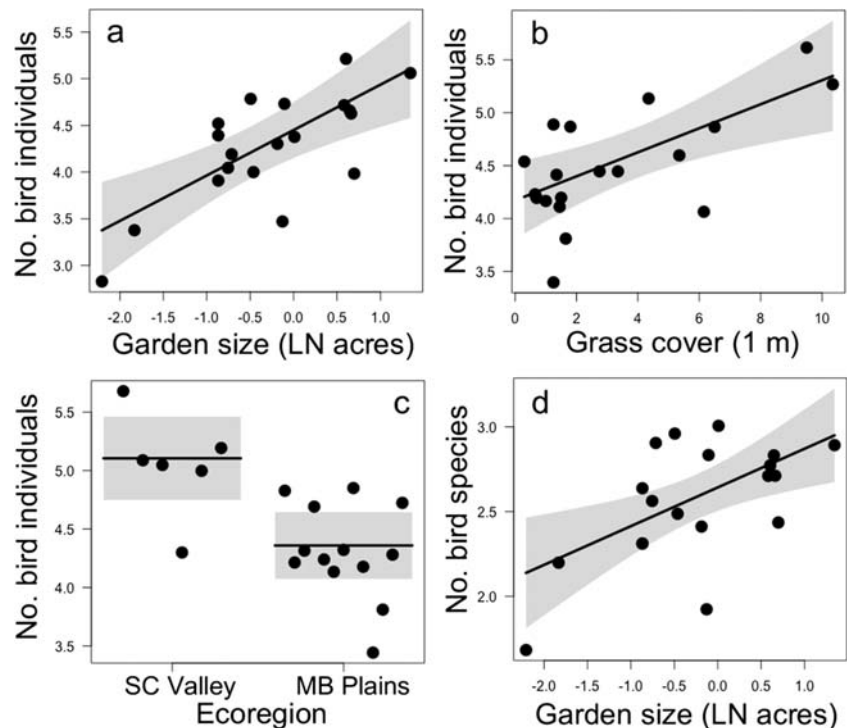 a
No. bird individuals
5.0
4.5
4.0
3.5
3.0
-2.0 -1.5 -1.0 -0.5 0.0 0.5 1.0
Garden size (LN acres)
b
No. bird individuals
5.5
5.0
4.5
4.0
3.5
0 2 4 6 8 10
Grass cover (1 m)
c
No. bird individuals
5.5
5.0
4.5
4.0
3.5
SC Valley MB Plains
Ecoregion
d
No. bird species
3.0
2.5
2.0
-2.0 -1.5 -1.0 -0.5 0.0 0.5 1.0
Garden size (LN acres)